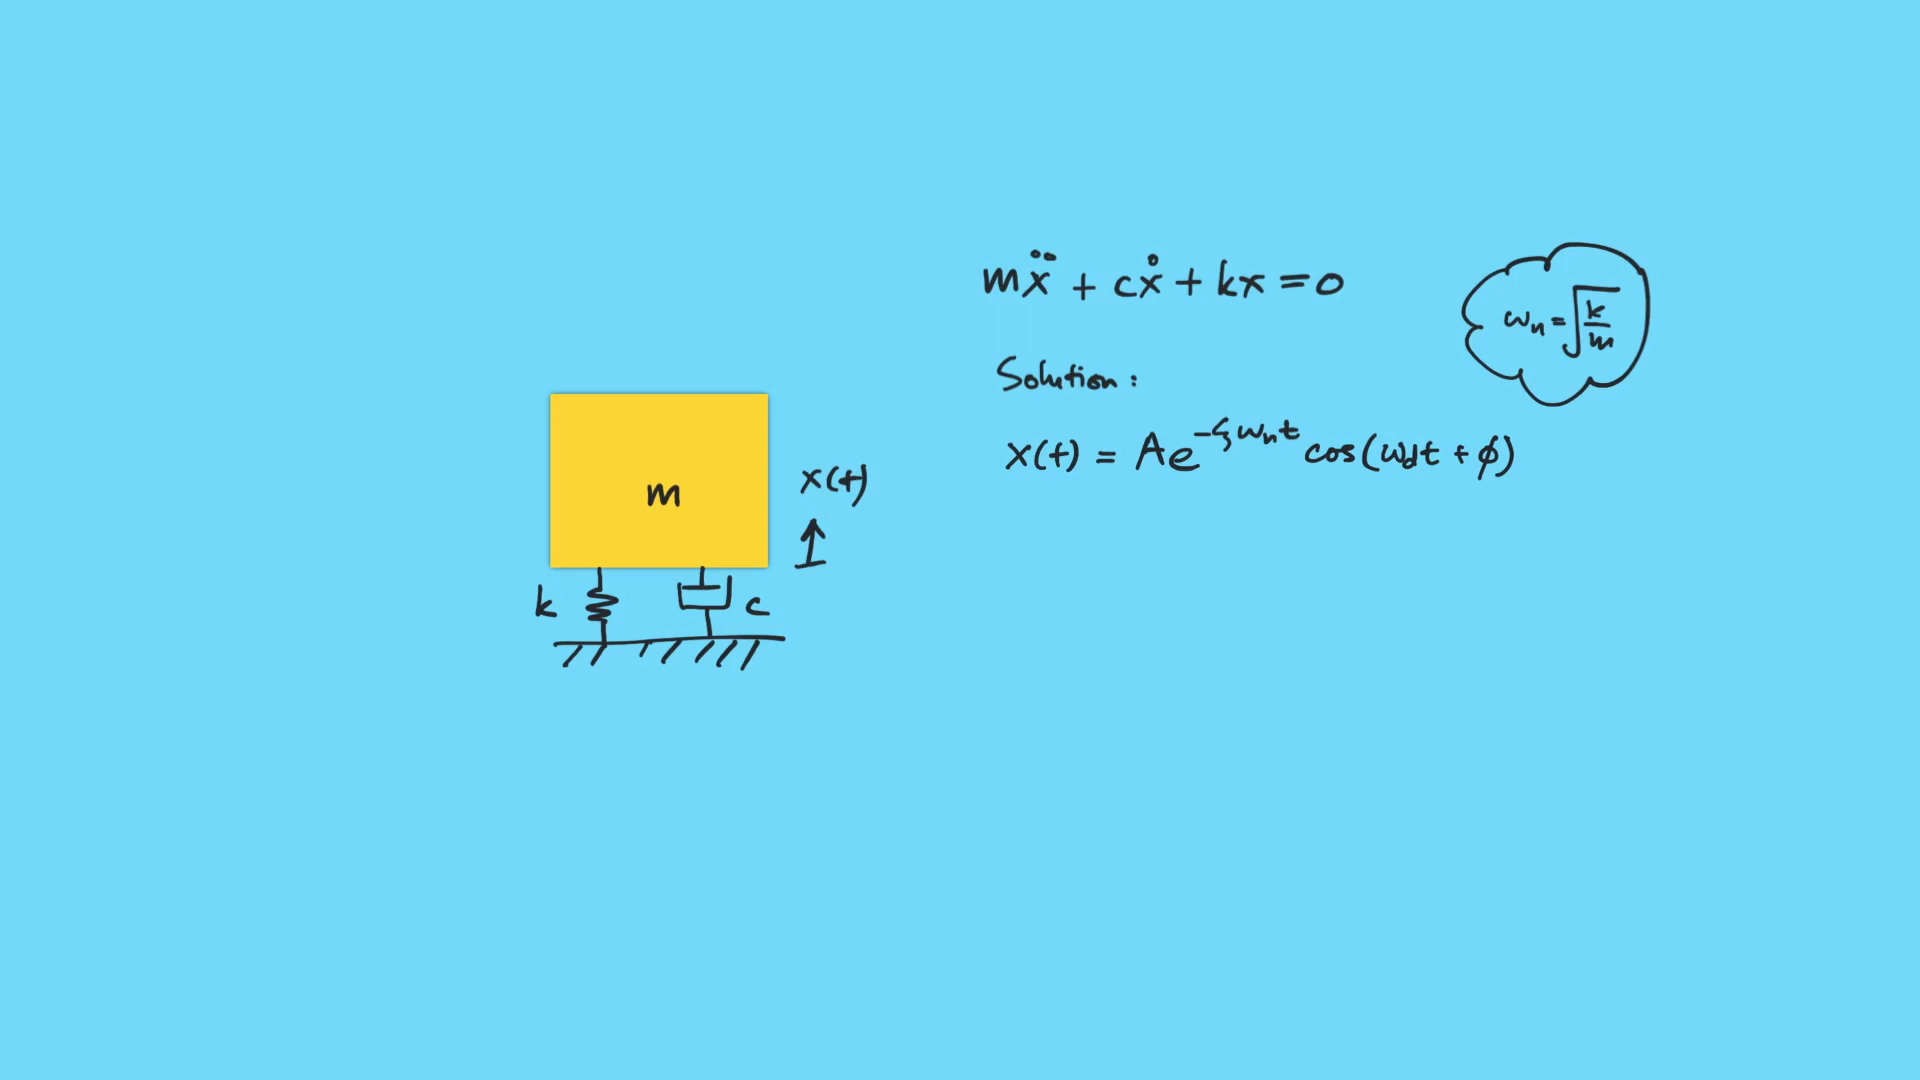 mẍ + cẋ + kx = 0
ωn = √(k/m)
Solution:
x(t) = Ae^(-ζωnt) cos(ωdt + φ)
m
x(t)
k
c